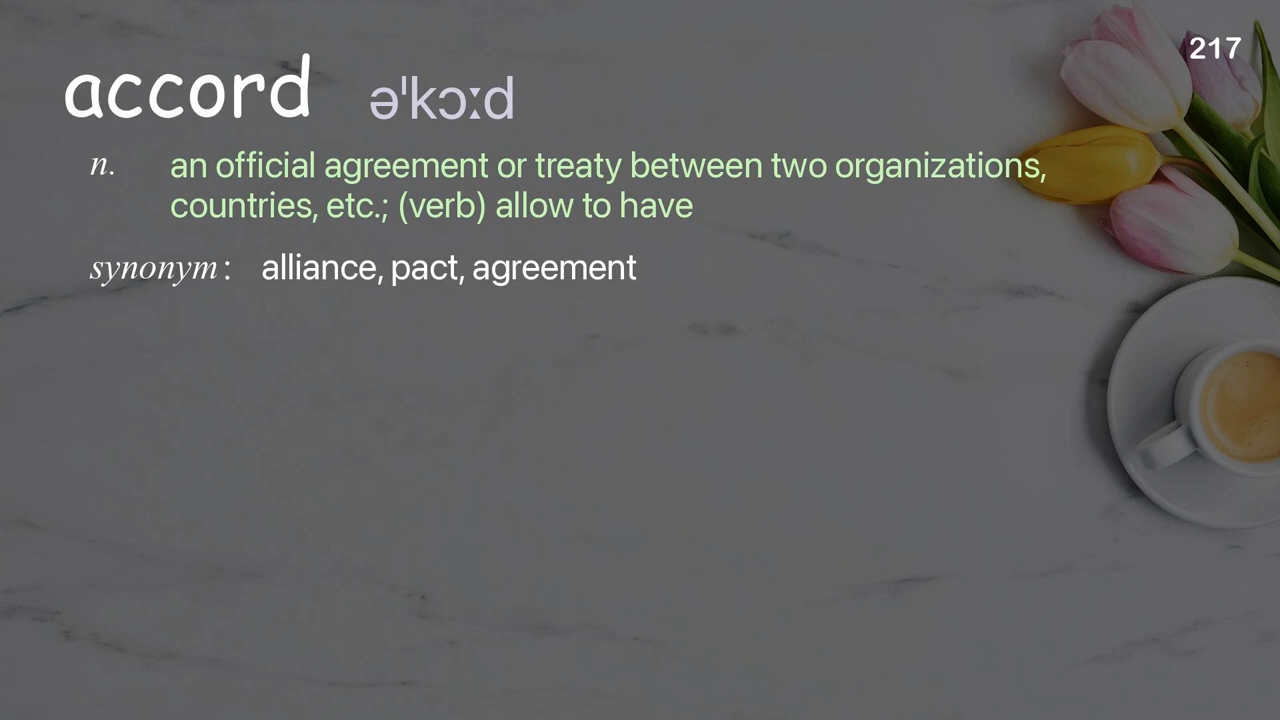 217
accord əˈkɔːd
n. an official agreement or treaty between two organizations,
countries, etc.; (verb) allow to have
synonym : alliance, pact, agreement